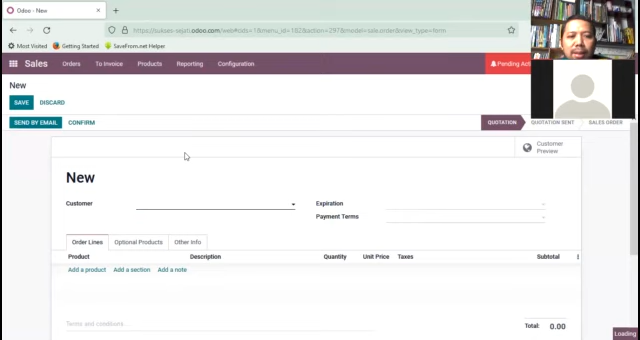 Odoo - New
https://sukses-sejati.odoo.com/web#cids=1&menu_id=182&action=297&model=sale.order&view_type=form
Most Visited Getting Started SaveFrom.net Helper
Sales Orders To Invoice Products Reporting Configuration Pending Act
New
SAVE DISCARD
SEND BY EMAIL CONFIRM QUOTATION QUOTATION SENT SALES ORDER
Customer
Preview
New
Customer Expiration
Payment Terms
Order Lines Optional Products Other Info
Product Description Quantity Unit Price Taxes Subtotal
Add a product Add a section Add a note
Terms and conditions...
Total: 0.00
Loading